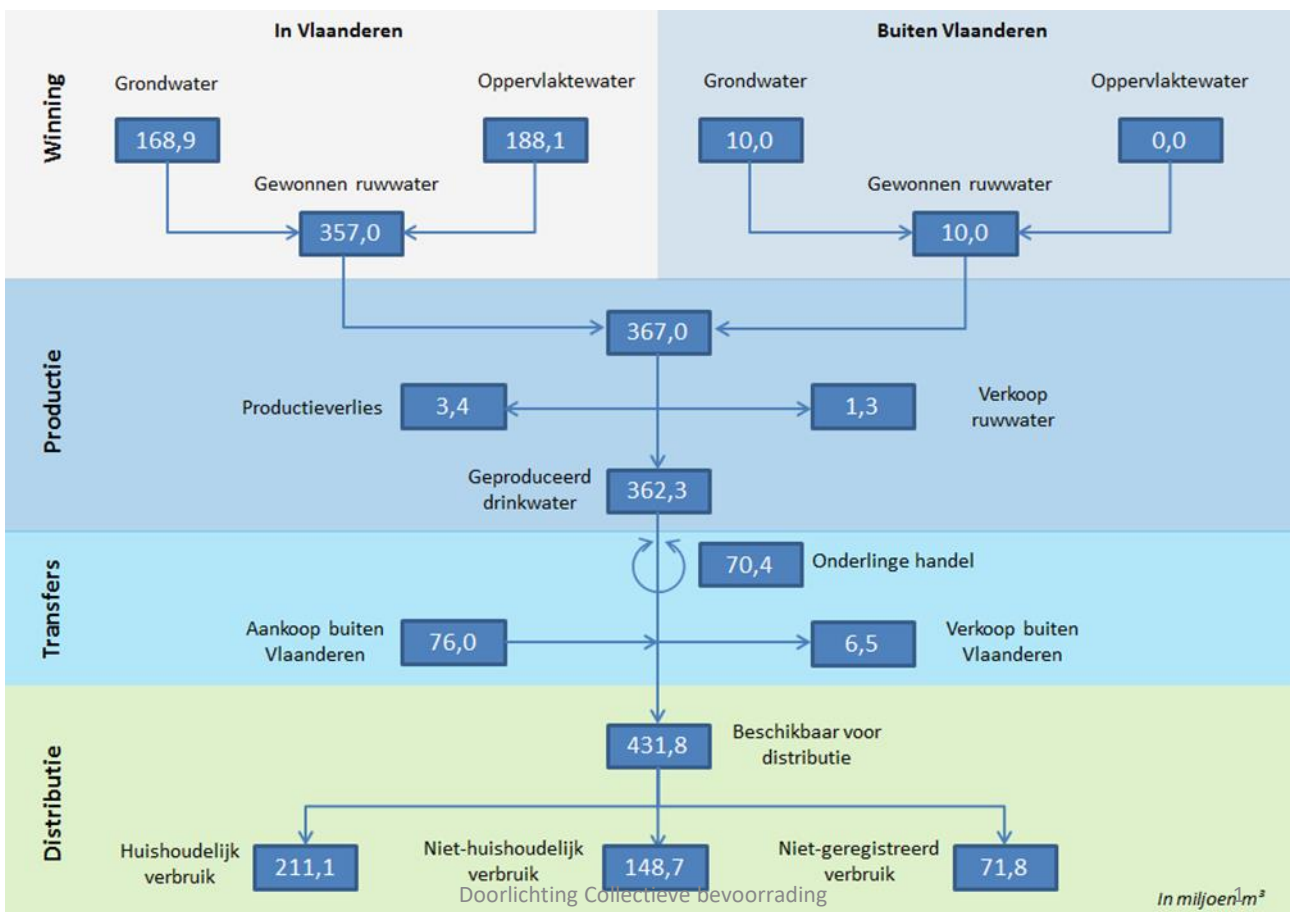 In Vlaanderen
Buiten Vlaanderen
Winning
Grondwater
Oppervlaktewater
Grondwater
Oppervlaktewater
168,9
188,1
10,0
0,0
Gewonnen ruwwater
Gewonnen ruwwater
357,0
10,0
Productie
367,0
Productieverlies
3,4
1,3
Verkoop
ruwwater
Geproduceerd
drinkwater
362,3
Transfers
70,4
Onderlinge handel
Aankoop buiten
Vlaanderen
76,0
6,5
Verkoop buiten
Vlaanderen
Distributie
431,8
Beschikbaar voor
distributie
Huishoudelijk
verbruik
211,1
Niet-huishoudelijk
verbruik
148,7
Niet-geregistreerd
verbruik
71,8
Doorlichting Collectieve bevoorrading
In miljoen m³
1